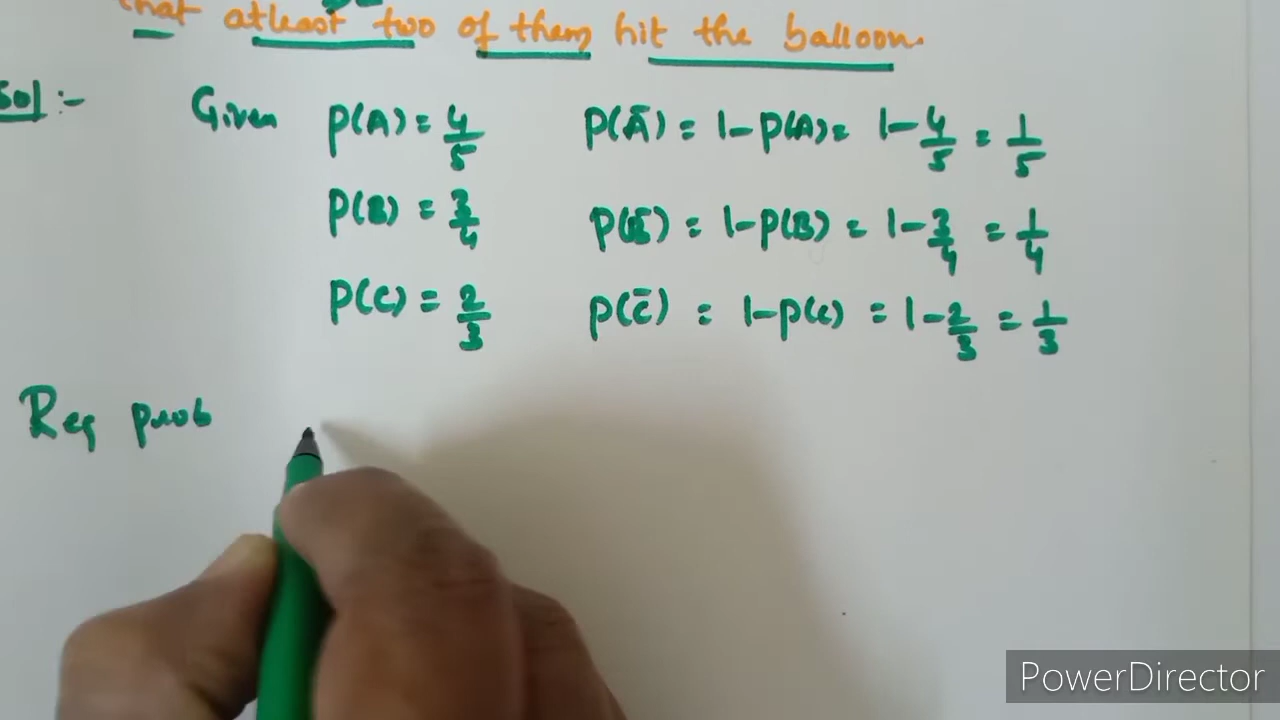 that atleast two of them hit the balloon.
Sol :-
Given P(A) = 4/5 P(Ā) = 1-P(A) = 1-4/5 = 1/5
P(B) = 3/4 P(B̄) = 1-P(B) = 1-3/4 = 1/4
P(C) = 2/3 P(C̄) = 1-P(C) = 1-2/3 = 1/3
Req prob
PowerDirector